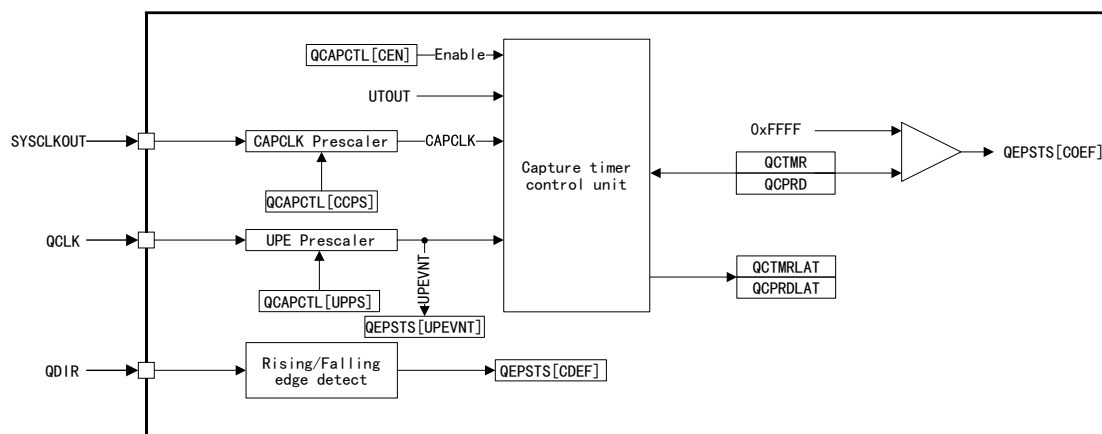 QCAPCTL[CEN]
Enable
UTOUT
SYSCLKOUT
CAPCLK Prescaler
CAPCLK
QCAPCTL[CCPS]
Capture timer
control unit
0xFFFF
QCTMR
QCPRD
QEPSTS[COEF]
QCLK
UPE Prescaler
UPEVNT
QCAPCTL[UPPS]
QEPSTS[UPEVNT]
QCTMRLAT
QCPRDLAT
QDIR
Rising/Falling
edge detect
QEPSTS[CDEF]